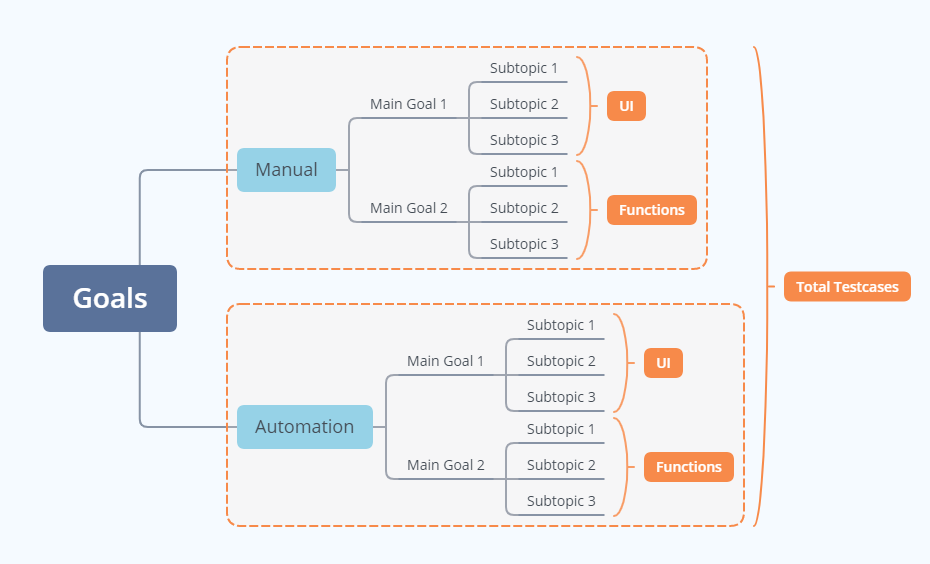 Goals
Manual
Main Goal 1
Subtopic 1
Subtopic 2
Subtopic 3
UI
Main Goal 2
Subtopic 1
Subtopic 2
Subtopic 3
Functions
Automation
Main Goal 1
Subtopic 1
Subtopic 2
Subtopic 3
UI
Main Goal 2
Subtopic 1
Subtopic 2
Subtopic 3
Functions
Total Testcases